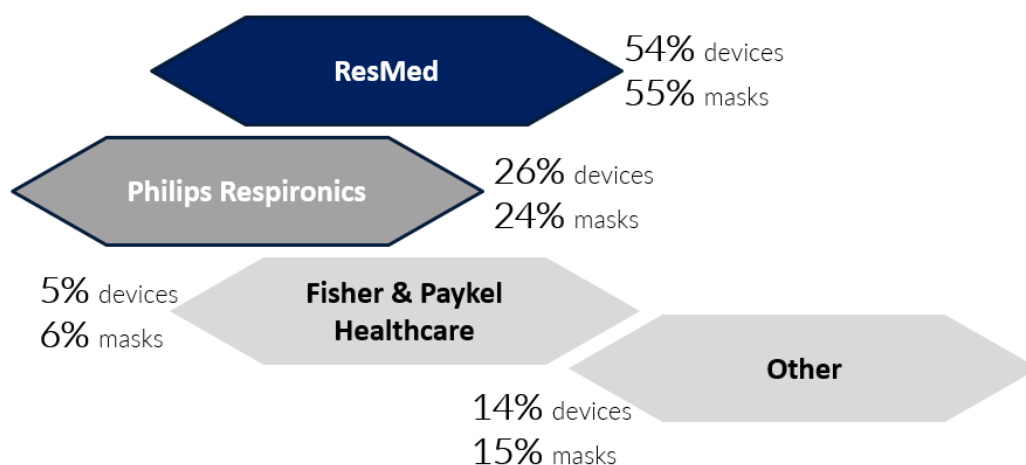 ResMed
54% devices
55% masks
Philips Respironics
26% devices
24% masks
5% devices
6% masks
Fisher & Paykel
Healthcare
Other
14% devices
15% masks